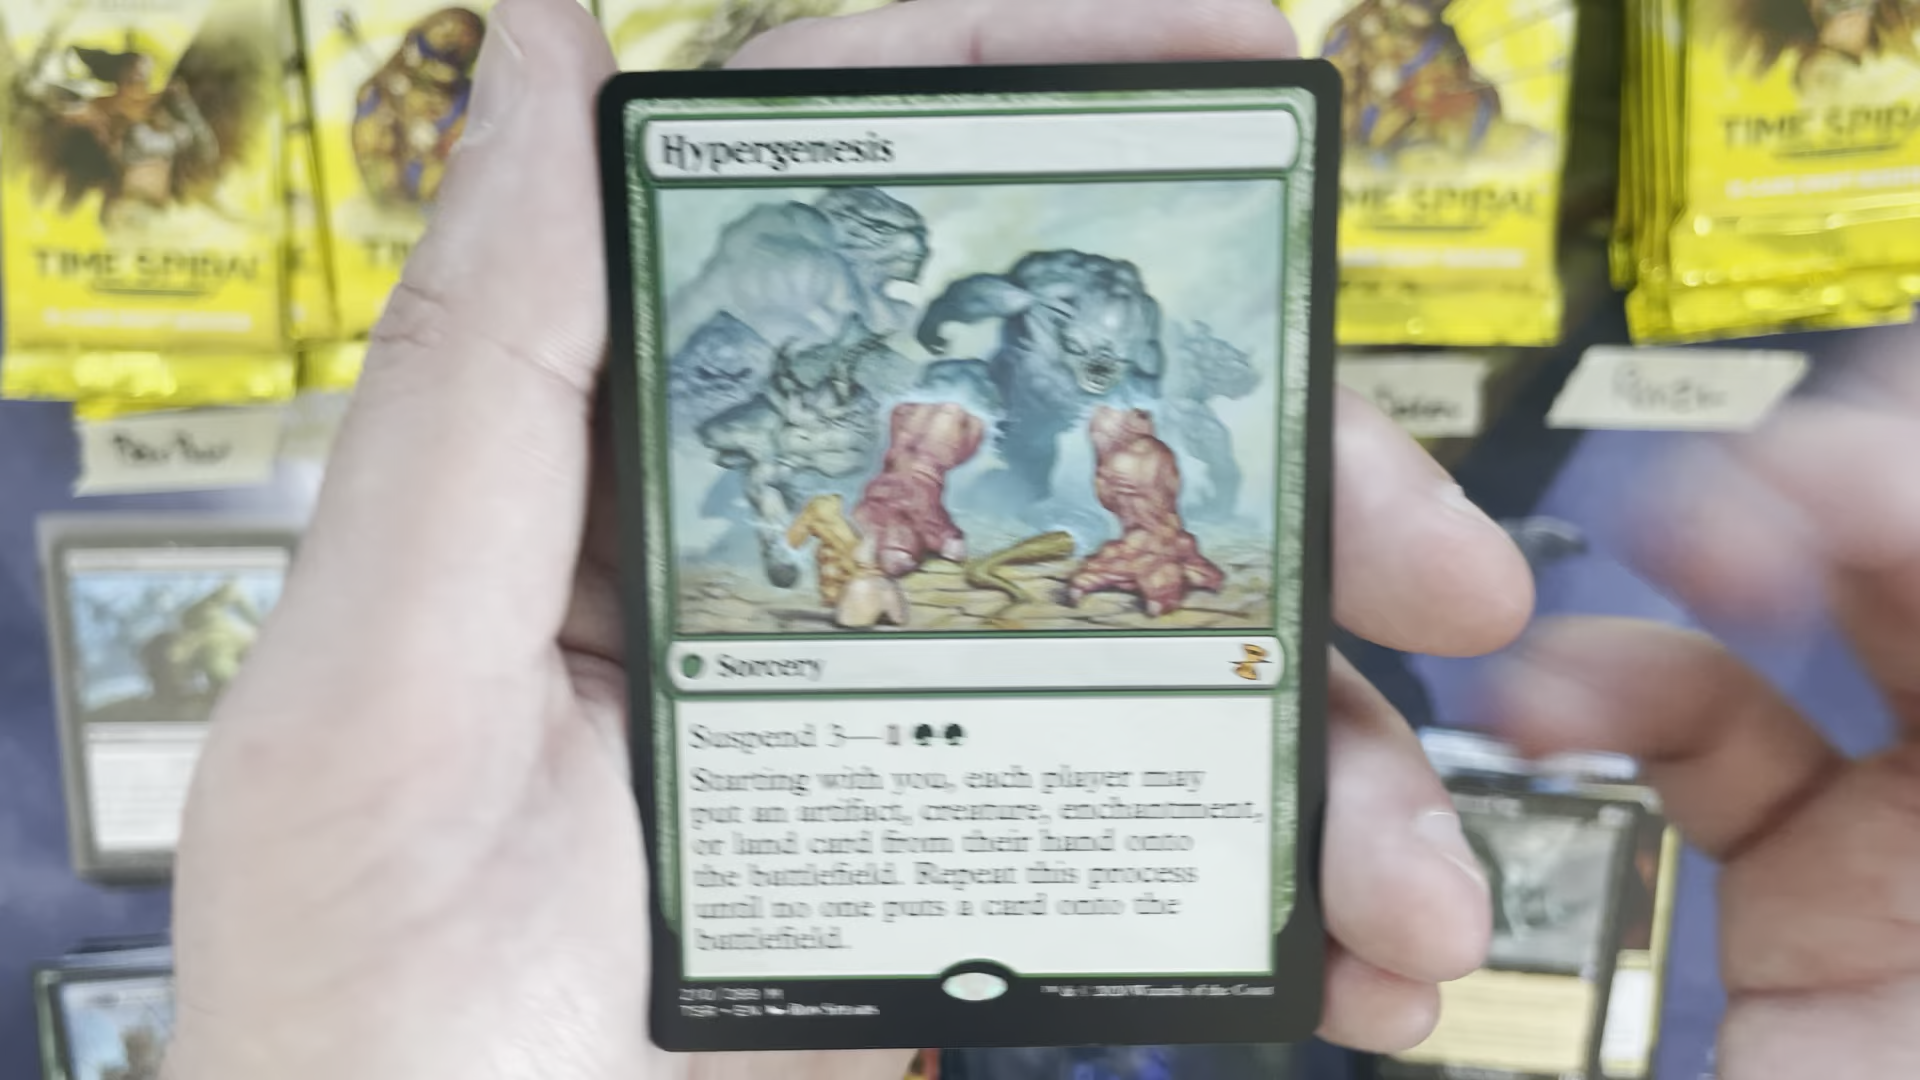 TIME SPIRAL
TIME SPIRAL
TIME SPIRAL
Hypergenesis
Sorcery
Suspend 3—1
Starting with you, each player may
put an artifact, creature, enchantment,
or land card from their hand onto
the battlefield. Repeat this process
until no one puts a card onto the
battlefield.
TSR • EN